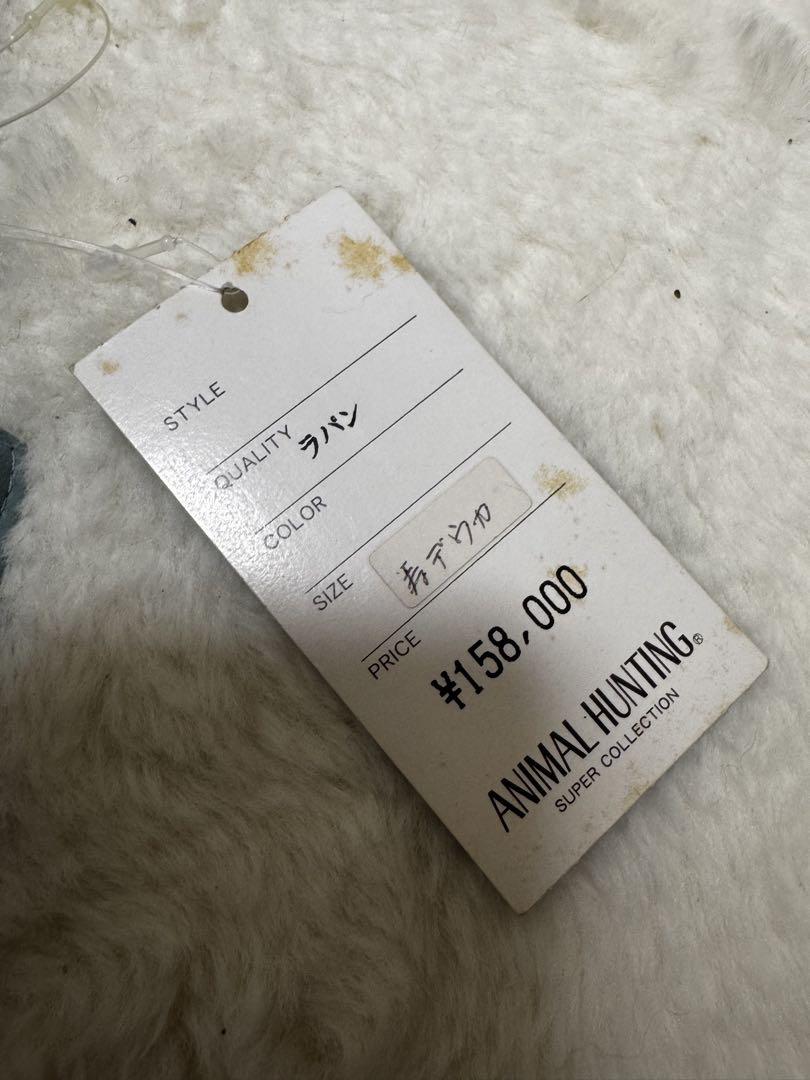 STYLE
QUALITY ラパン
COLOR
SIZE
PRICE
¥158,000
ANIMAL HUNTING®
SUPER COLLECTION